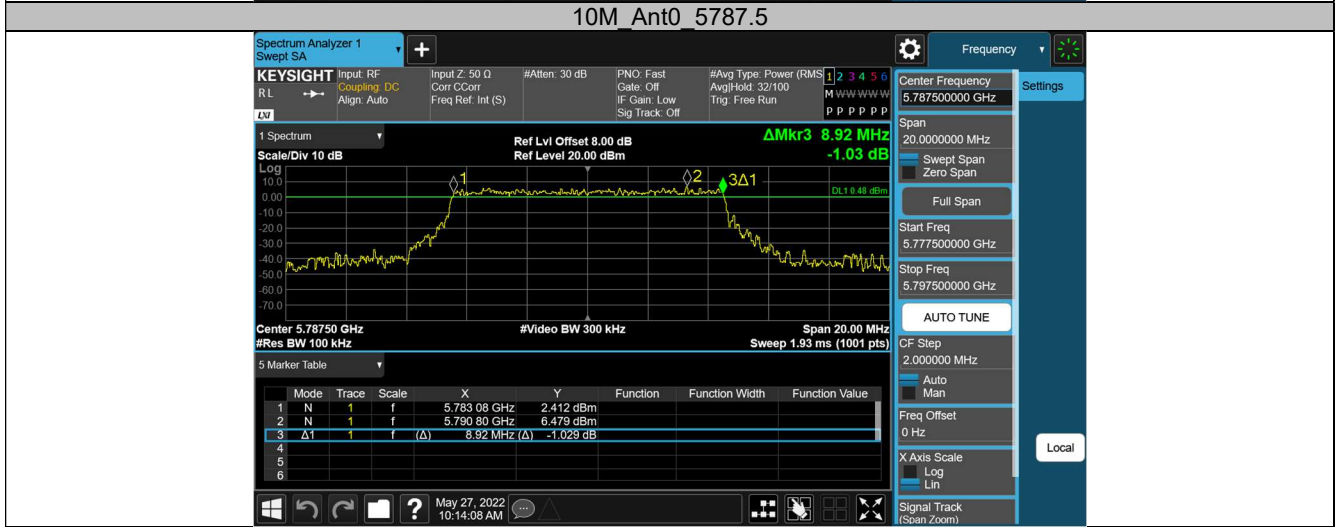 10M_Ant0_5787.5
Spectrum Analyzer 1
Swept SA
Frequency
KEYSIGHT
RL
LXI
Input: RF
Coupling: DC
Align: Auto
Input Z: 50 Ω
Corr CCorr
Freq Ref: Int (S)
#Atten: 30 dB
PNO: Fast
Gate: Off
IF Gain: Low
Sig Track: Off
#Avg Type: Power (RMS
Avg|Hold: 32/100
Trig: Free Run
1 2 3 4 5 6
M W W W W W
P P P P P P
1 Spectrum
Scale/Div 10 dB
Ref Lvl Offset 8.00 dB
Ref Level 20.00 dBm
ΔMkr3 8.92 MHz
-1.03 dB
Log
10.0
0.00
-10.0
-20.0
-30.0
-40.0
-50.0
-60.0
-70.0
1
2
3Δ1
DL1 0.48 dBm
Center 5.78750 GHz
#Video BW 300 kHz
Span 20.00 MHz
#Res BW 100 kHz
Sweep 1.93 ms (1001 pts)
5 Marker Table
Mode Trace Scale X Y Function Function Width Function Value
1 N 1 f 5.783 08 GHz 2.412 dBm
2 N 1 f 5.790 80 GHz 6.479 dBm
3 Δ1 1 f (Δ) 8.92 MHz (Δ) -1.029 dB
4
5
6
May 27, 2022
10:14:08 AM
Center Frequency
5.787500000 GHz
Span
20.0000000 MHz
Swept Span
Zero Span
Full Span
Start Freq
5.777500000 GHz
Stop Freq
5.797500000 GHz
AUTO TUNE
CF Step
2.000000 MHz
Auto
Man
Freq Offset
0 Hz
X Axis Scale
Log
Lin
Signal Track
(Span Zoom)
Settings
Local